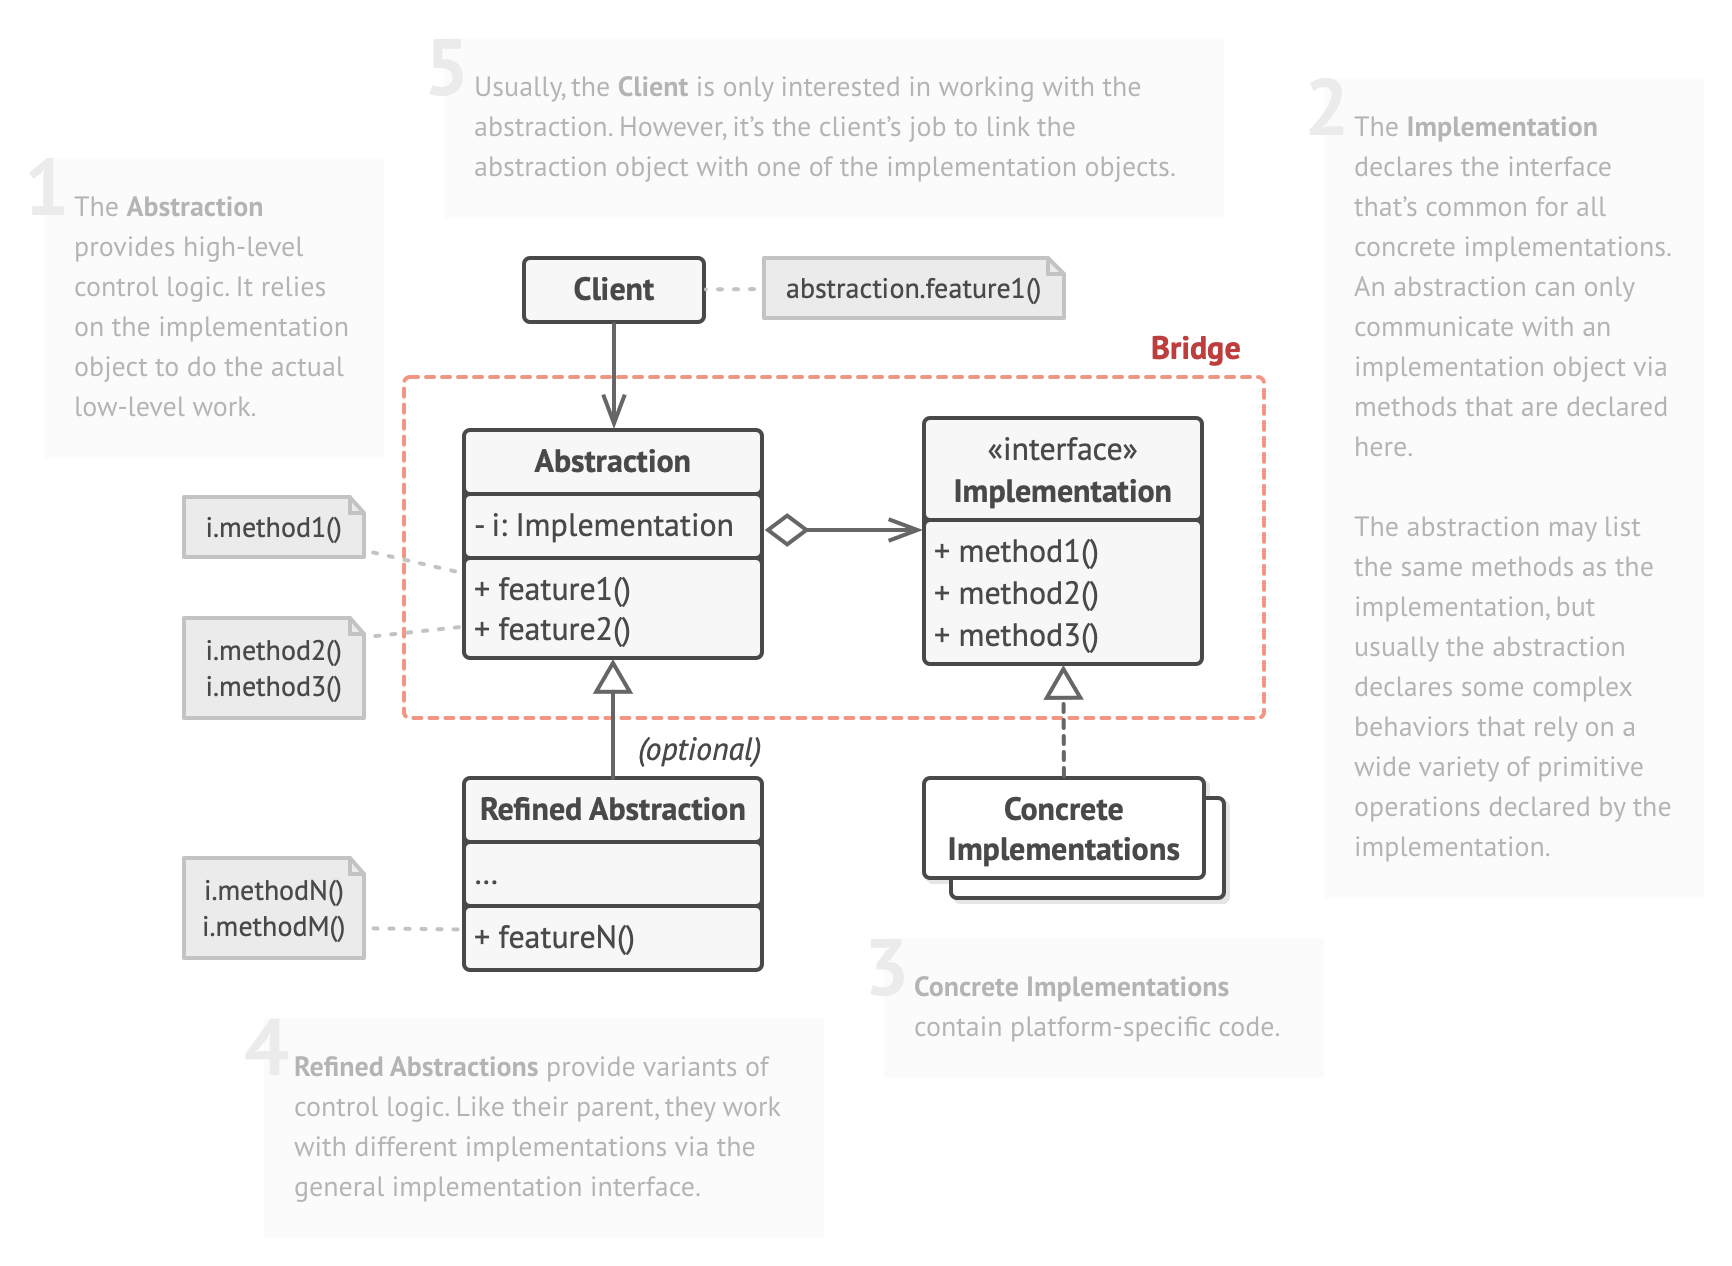 5
Usually, the Client is only interested in working with the
abstraction. However, it's the client's job to link the
abstraction object with one of the implementation objects.
1
The Abstraction
provides high-level
control logic. It relies
on the implementation
object to do the actual
low-level work.
2
The Implementation
declares the interface
that's common for all
concrete implementations.
An abstraction can only
communicate with an
implementation object via
methods that are declared
here.
The abstraction may list
the same methods as the
implementation, but
usually the abstraction
declares some complex
behaviors that rely on a
wide variety of primitive
operations declared by the
implementation.
Client
abstraction.feature1()
Bridge
Abstraction
- i: Implementation
+ feature1()
+ feature2()
i.method1()
i.method2()
i.method3()
«interface»
Implementation
+ method1()
+ method2()
+ method3()
(optional)
Refined Abstraction
...
+ featureN()
i.methodN()
i.methodM()
Concrete
Implementations
3
Concrete Implementations
contain platform-specific code.
4
Refined Abstractions provide variants of
control logic. Like their parent, they work
with different implementations via the
general implementation interface.